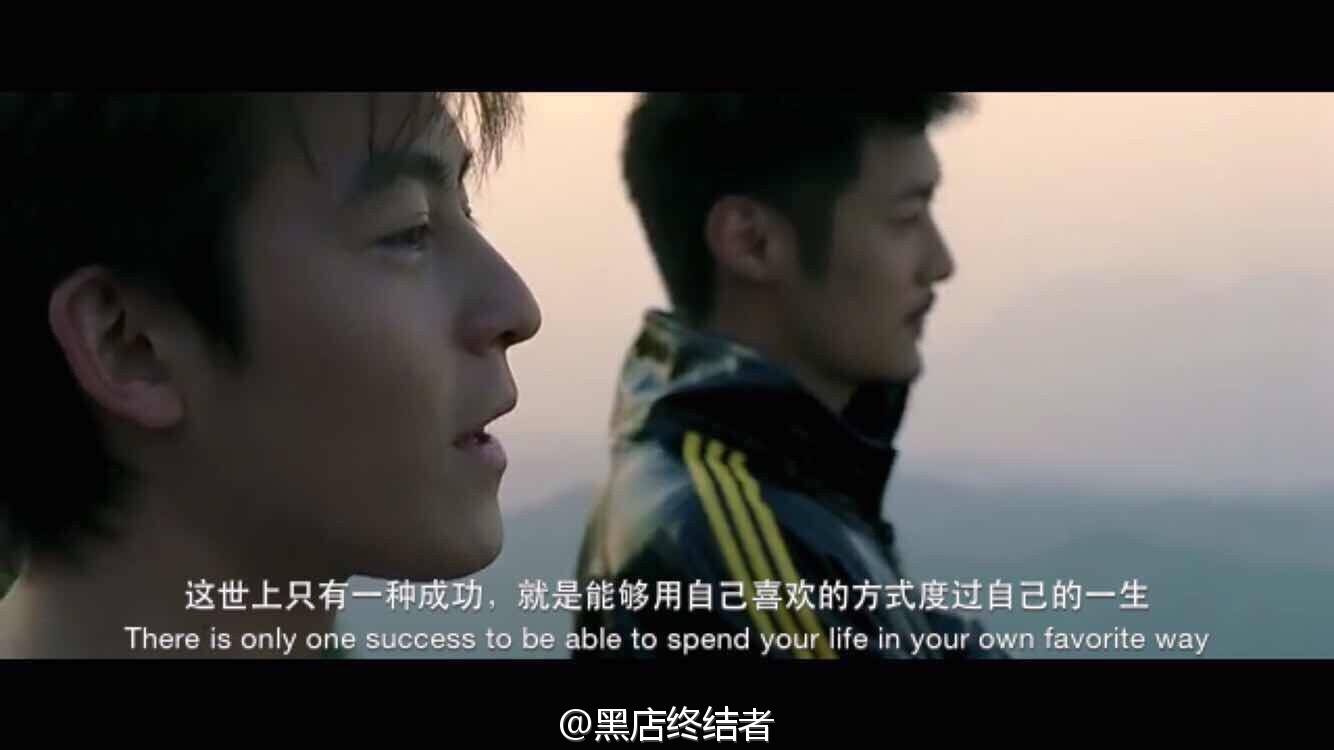 这世上只有一种成功，就是能够用自己喜欢的方式度过自己的一生
There is only one success to be able to spend your life in your own favorite way
@黑店终结者